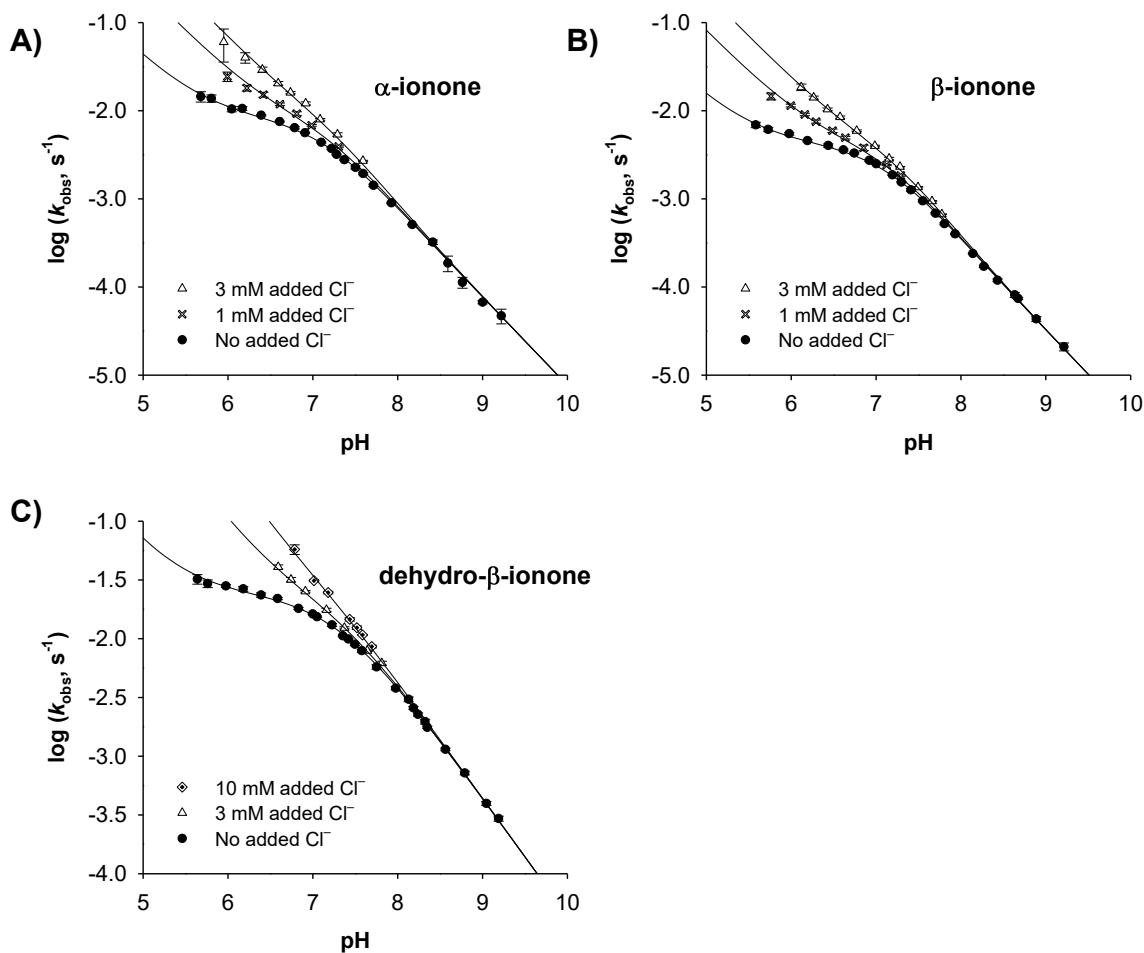 A)
α-ionone
-1.0
-2.0
-3.0
-4.0
-5.0
log (kobs, s⁻¹)
3 mM added Cl⁻
1 mM added Cl⁻
No added Cl⁻
5 6 7 8 9 10
pH
B)
β-ionone
-1.0
-2.0
-3.0
-4.0
-5.0
log (kobs, s⁻¹)
3 mM added Cl⁻
1 mM added Cl⁻
No added Cl⁻
5 6 7 8 9 10
pH
C)
dehydro-β-ionone
-1.0
-1.5
-2.0
-2.5
-3.0
-3.5
-4.0
log (kobs, s⁻¹)
10 mM added Cl⁻
3 mM added Cl⁻
No added Cl⁻
5 6 7 8 9 10
pH